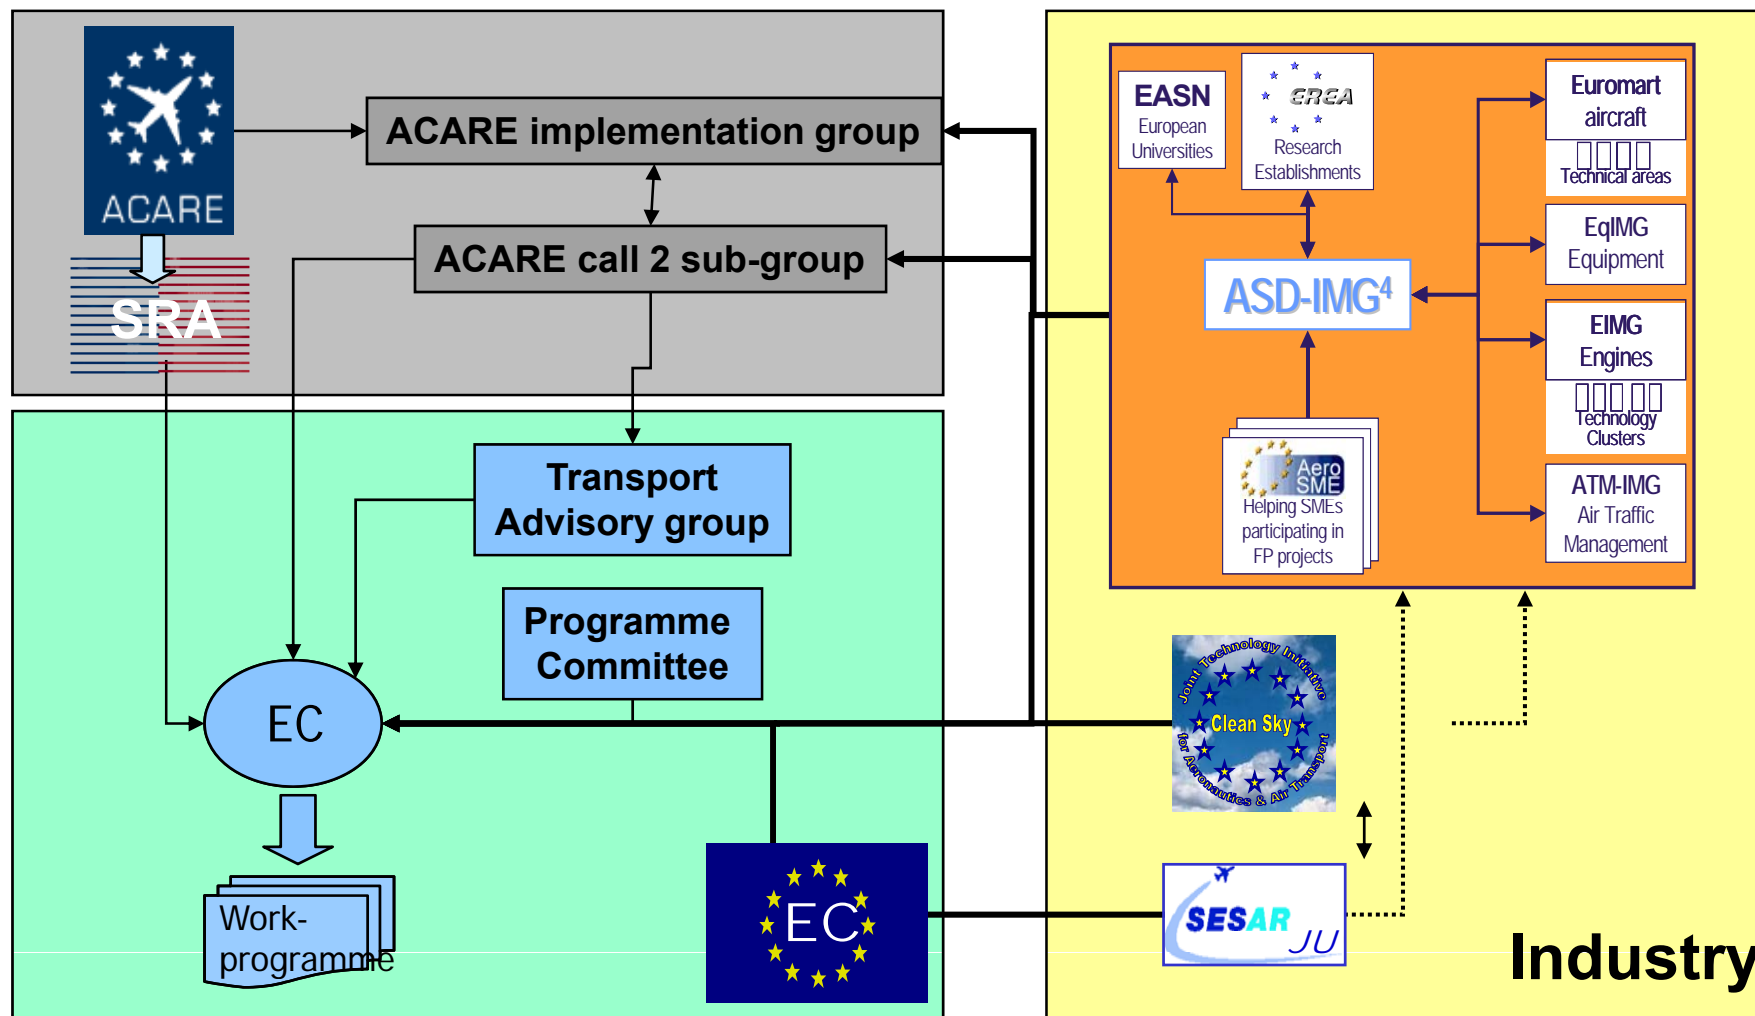 ACARE
SRA
ACARE implementation group
ACARE call 2 sub-group
Transport
Advisory group
Programme
Committee
EC
Work-
programme
EC
EASN
European
Universities
EREA
Research
Establishments
ASD-IMG⁴
Aero
SME
Helping SMEs
participating in
FP projects
Euromart
aircraft
Technical areas
EqIMG
Equipment
EIMG
Engines
Technology
Clusters
ATM-IMG
Air Traffic
Management
Joint Technology Initiative
Clean Sky
for Aeronautics & Air Transport
SESAR
JU
Industry